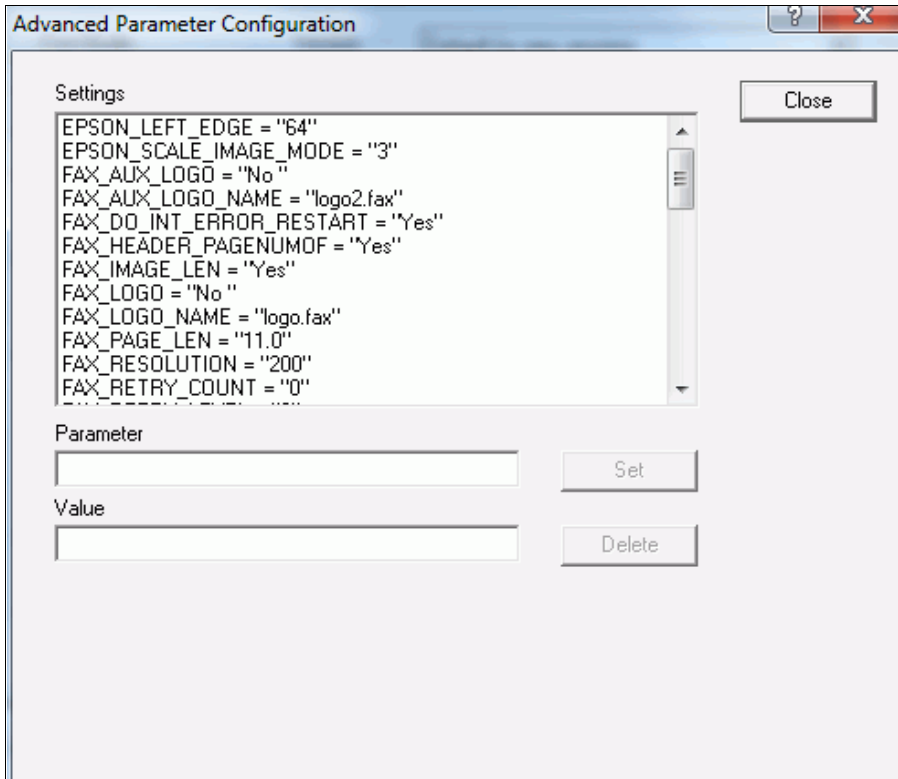 Advanced Parameter Configuration
?
Settings
Close
EPSON_LEFT_EDGE = "64"
EPSON_SCALE_IMAGE_MODE = "3"
FAX_AUX_LOGO = "No "
FAX_AUX_LOGO_NAME = "logo2.fax"
FAX_DO_INT_ERROR_RESTART = "Yes"
FAX_HEADER_PAGENUMOF = "Yes"
FAX_IMAGE_LEN = "Yes"
FAX_LOGO = "No "
FAX_LOGO_NAME = "logo.fax"
FAX_PAGE_LEN = "11.0"
FAX_RESOLUTION = "200"
FAX_RETRY_COUNT = "0"
Parameter
Set
Value
Delete